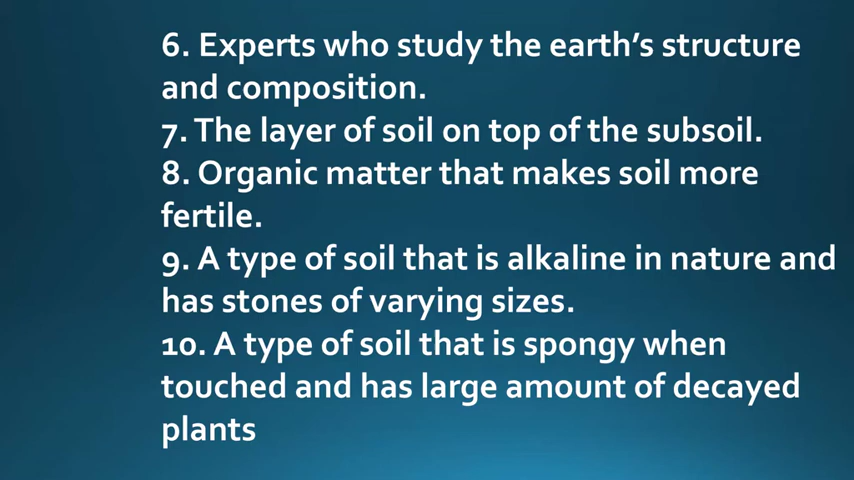 6. Experts who study the earth’s structure
and composition.
7. The layer of soil on top of the subsoil.
8. Organic matter that makes soil more
fertile.
9. A type of soil that is alkaline in nature and
has stones of varying sizes.
10. A type of soil that is spongy when
touched and has large amount of decayed
plants